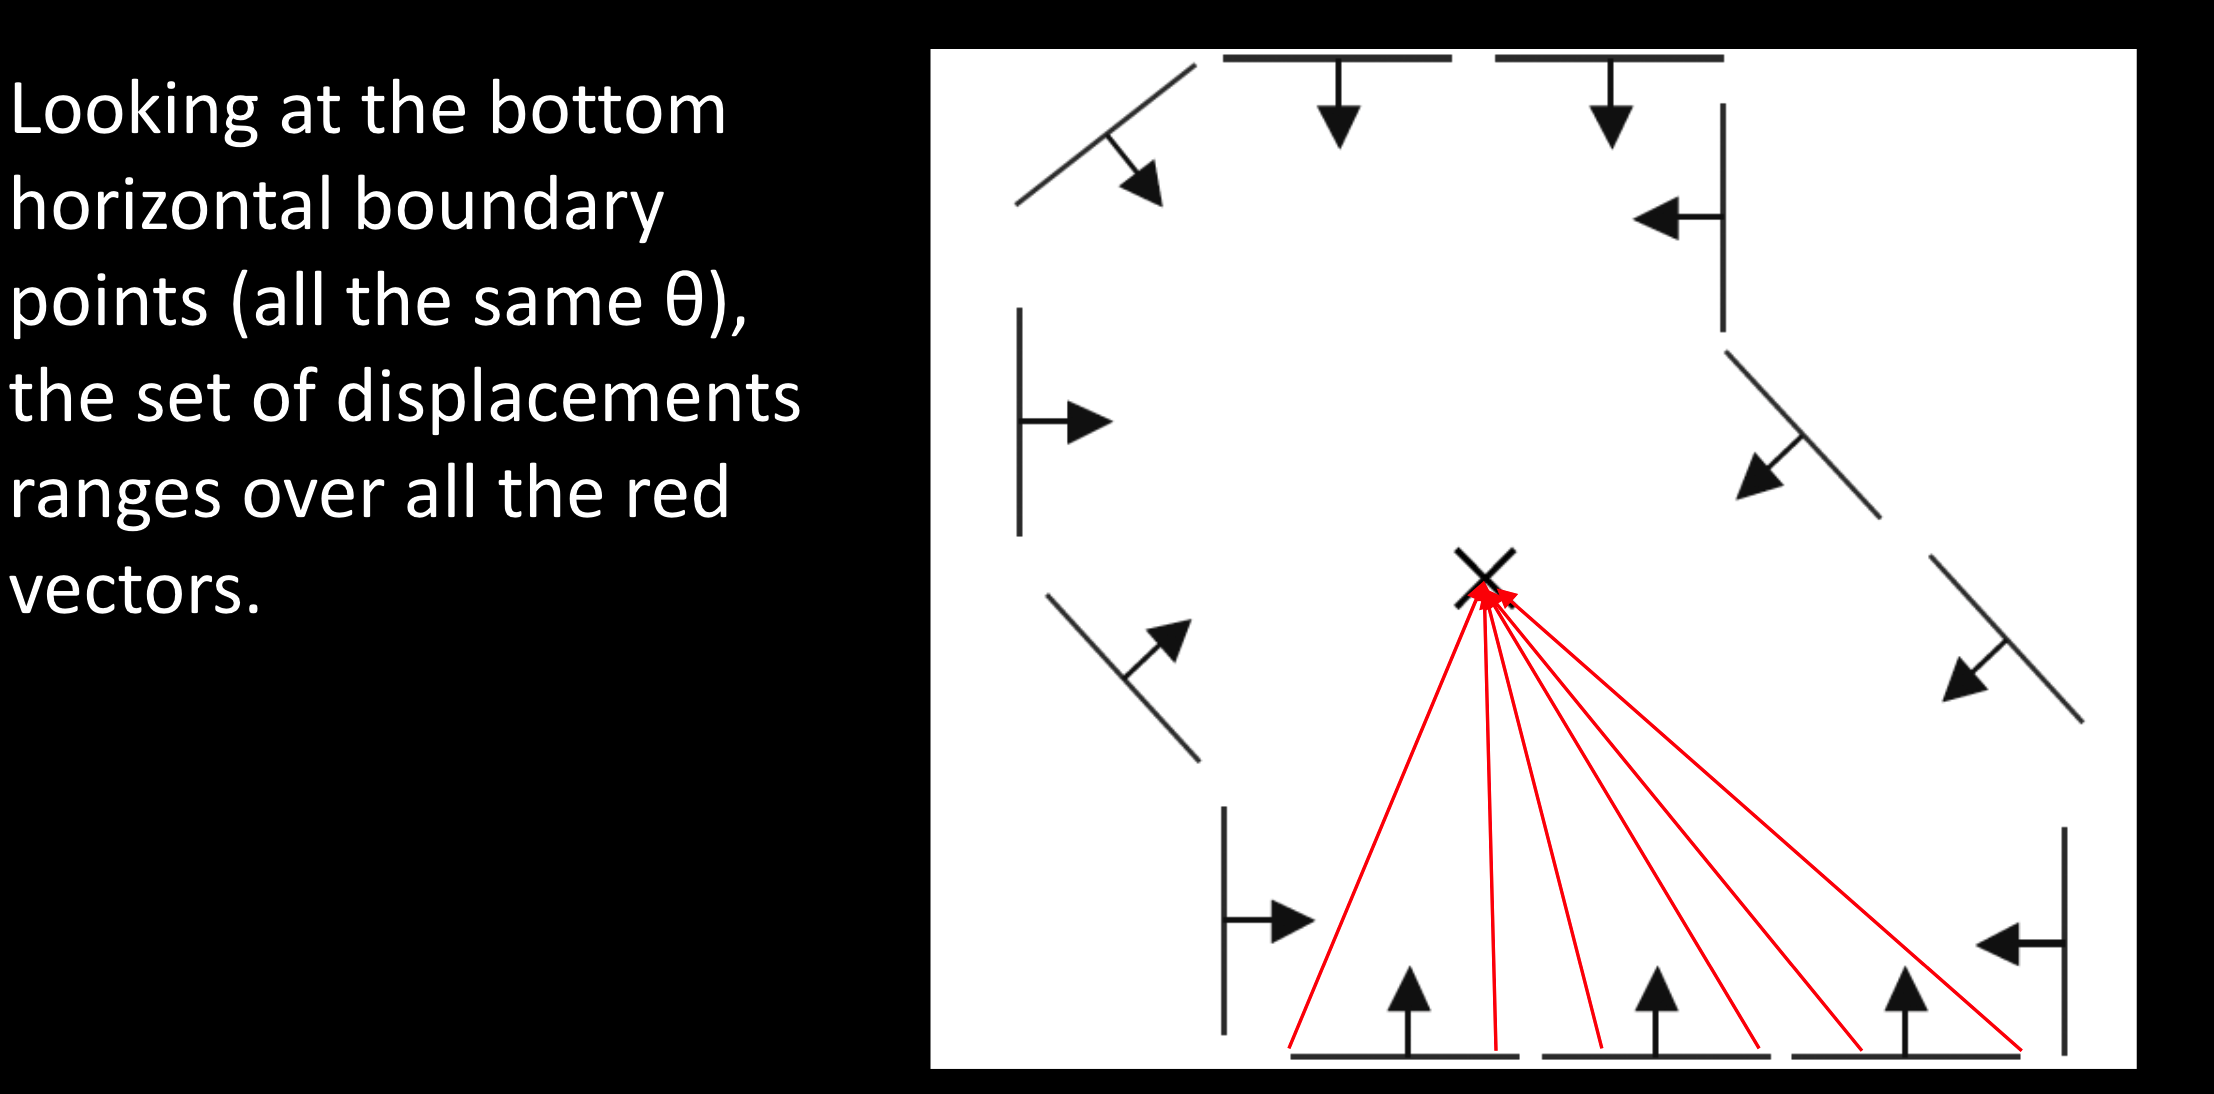 Looking at the bottom
horizontal boundary
points (all the same θ),
the set of displacements
ranges over all the red
vectors.